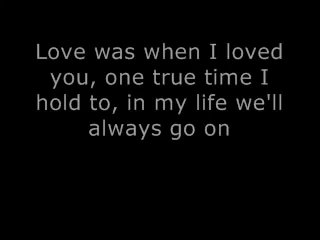 Love was when I loved
you, one true time I
hold to, in my life we'll
always go on